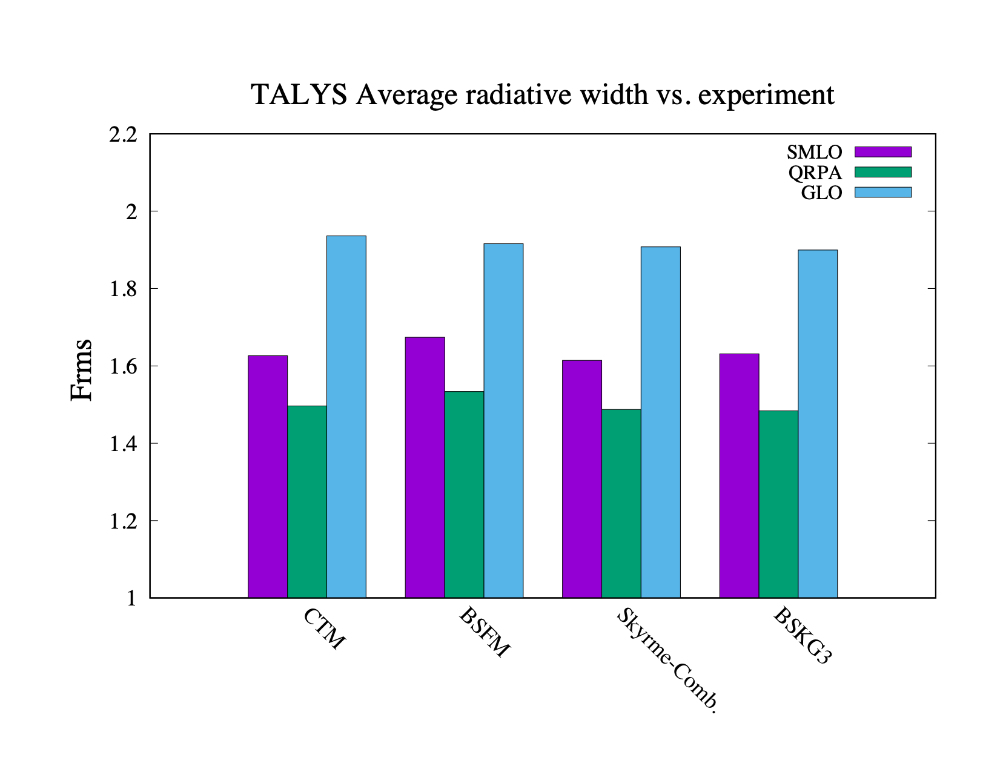 TALYS Average radiative width vs. experiment
2.2
2
1.8
1.6
1.4
1.2
1
Frms
SMLO
QRPA
GLO
CTM
BSFM
Skyrme-Comb.
BSKG3